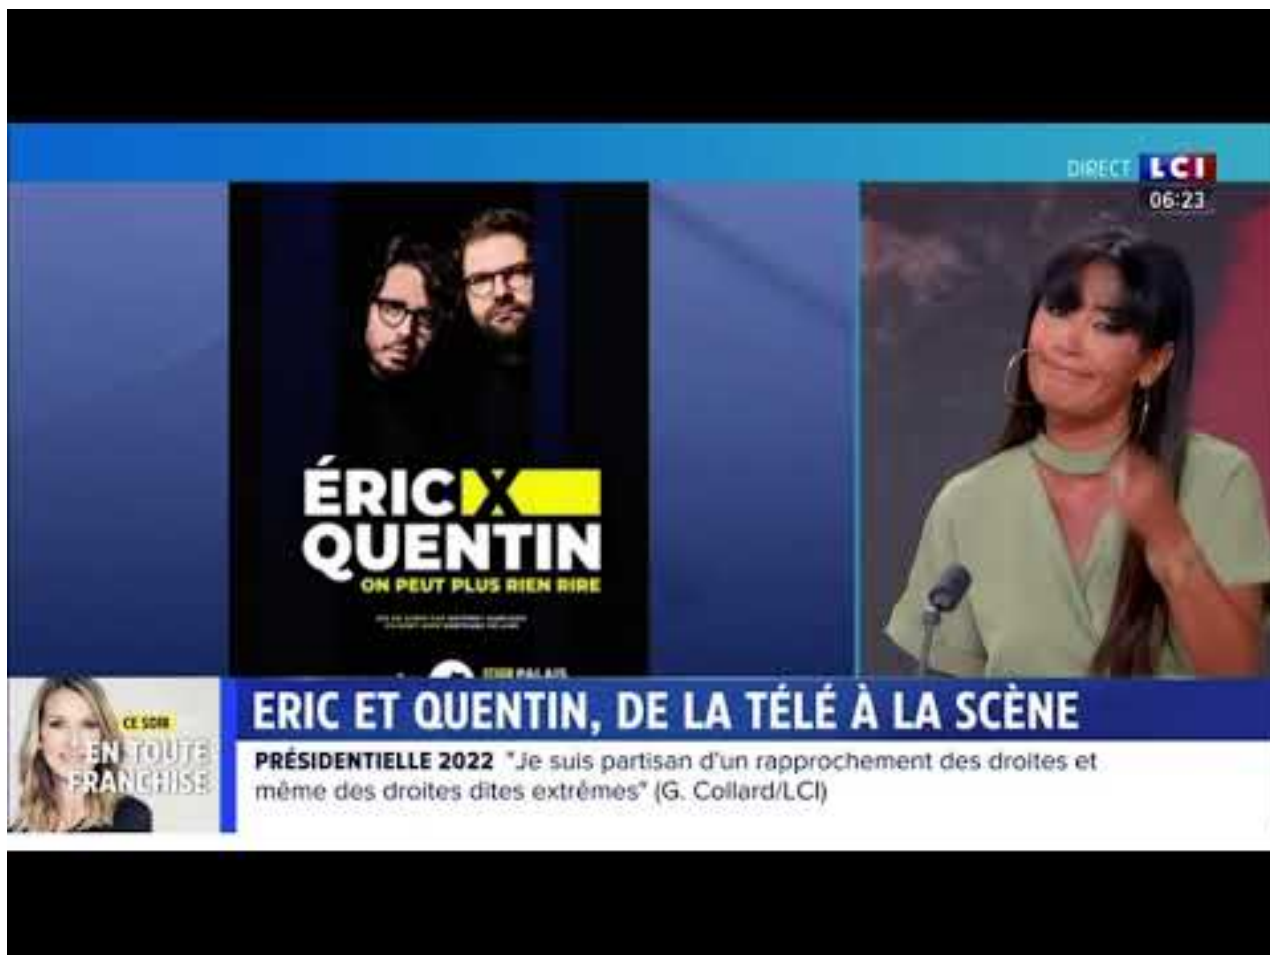 DIRECT LCI
06:23
ÉRIC X
QUENTIN
ON PEUT PLUS RIEN RIRE
PALAIS
CE SOIR
EN TOUTE
FRANCHISE
ERIC ET QUENTIN, DE LA TÉLÉ À LA SCÈNE
PRÉSIDENTIELLE 2022 "Je suis partisan d'un rapprochement des droites et
même des droites dites extrêmes" (G. Collard/LCI)